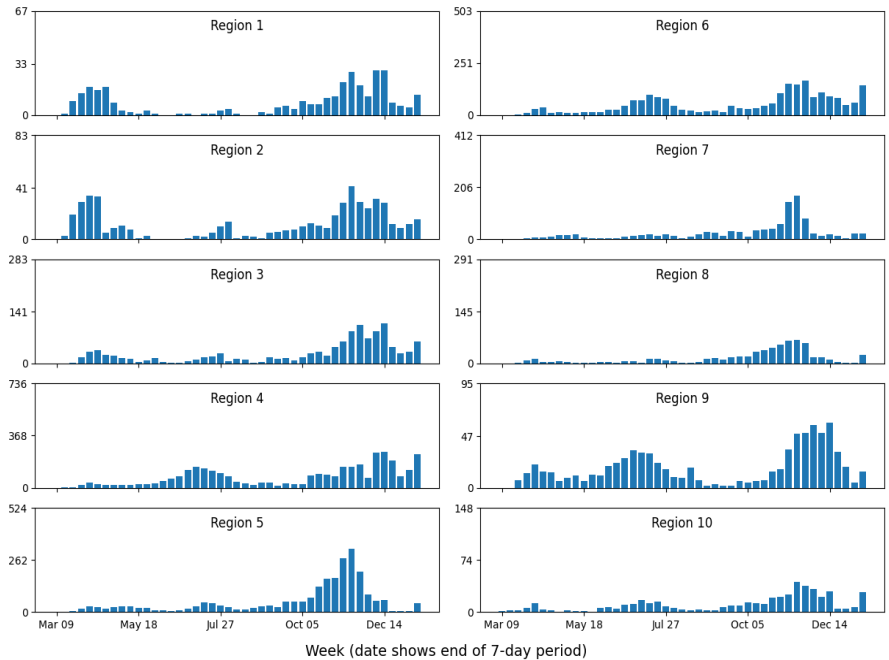 67
33
0
Region 1
503
251
0
Region 6
83
41
0
Region 2
412
206
0
Region 7
283
141
0
Region 3
291
145
0
Region 8
736
368
0
Region 4
95
47
0
Region 9
524
262
0
Region 5
Mar 09 May 18 Jul 27 Oct 05 Dec 14
148
74
0
Region 10
Mar 09 May 18 Jul 27 Oct 05 Dec 14
Week (date shows end of 7-day period)